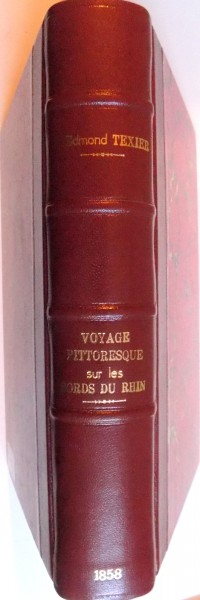 Edmond TEXIER
VOYAGE
PITTORESQUE
sur les
BORDS DU RHIN
1858